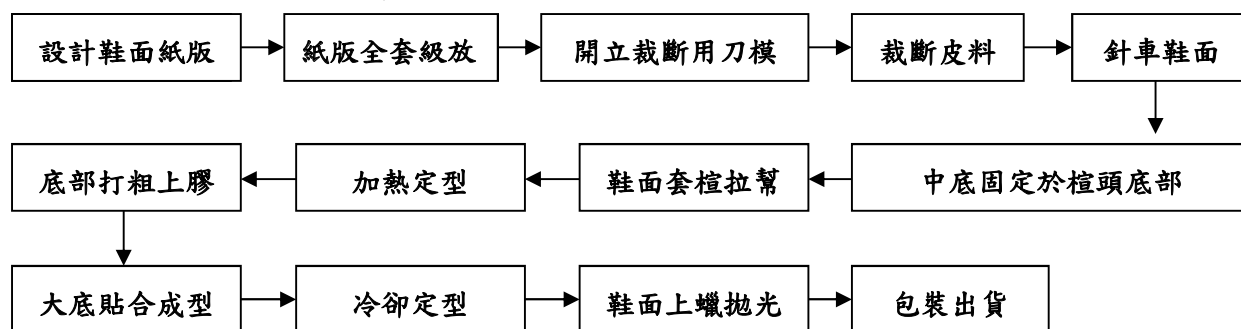 設計鞋面紙版
紙版全套級放
開立裁斷用刀模
裁斷皮料
針車鞋面
中底固定於楦頭底部
鞋面套楦拉幫
加熱定型
底部打粗上膠
大底貼合成型
冷卻定型
鞋面上蠟拋光
包裝出貨